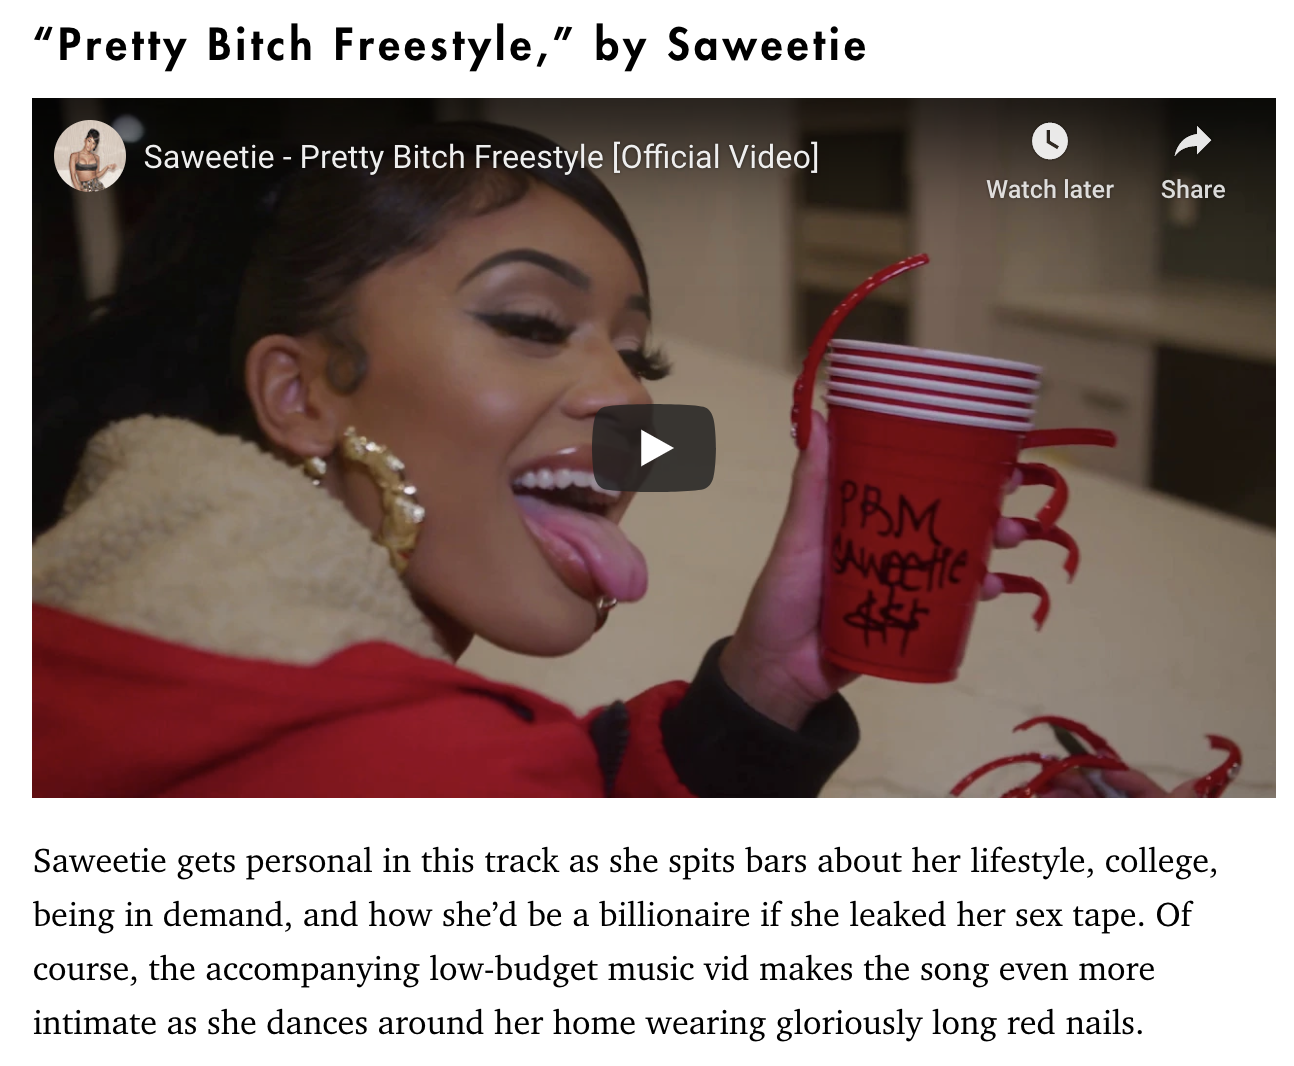 “Pretty Bitch Freestyle,” by Saweetie
Saweetie - Pretty Bitch Freestyle [Official Video]
Watch later
Share
PBM
SAWEETIE
$$$
Saweetie gets personal in this track as she spits bars about her lifestyle, college,
being in demand, and how she’d be a billionaire if she leaked her sex tape. Of
course, the accompanying low-budget music vid makes the song even more
intimate as she dances around her home wearing gloriously long red nails.